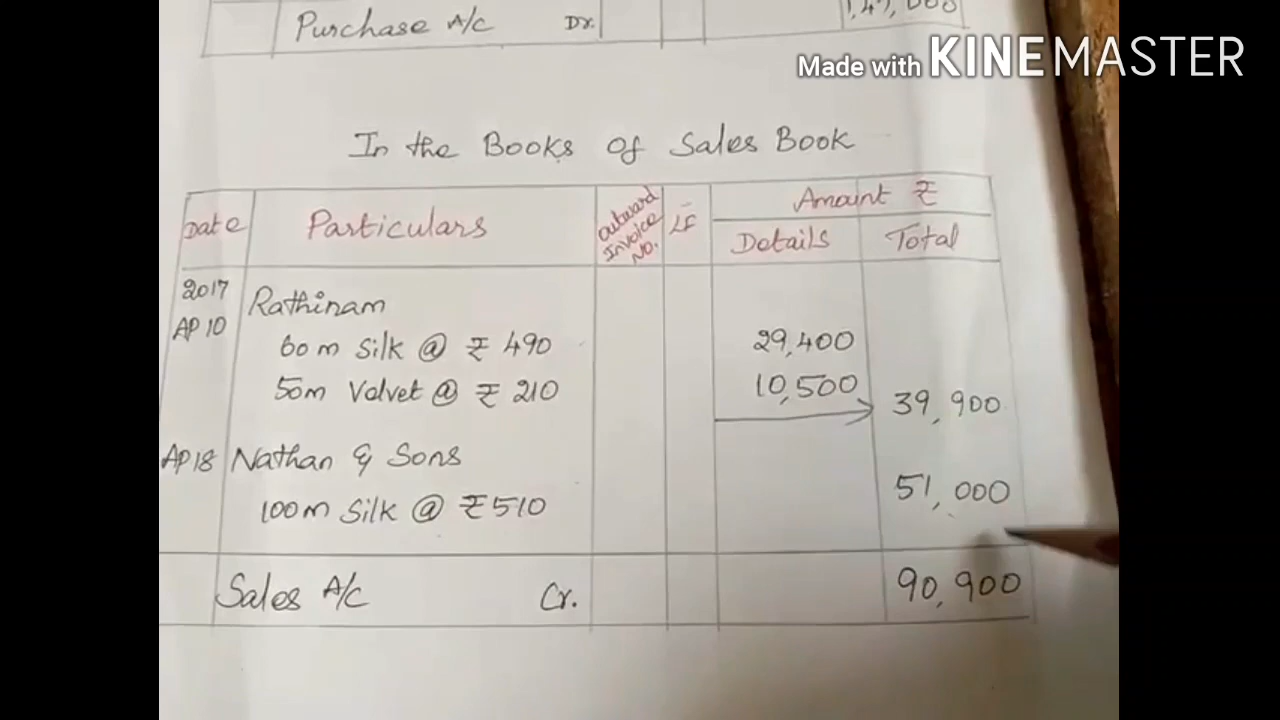 Purchase A/c Dr.
Made with KINEMASTER
In the Books of Sales Book
Date Particulars Outward Invoice No. LF Amount ₹
Details Total
2017
AP 10 Rathinam
60 m Silk @ ₹ 490 29,400
50m Valvet @ ₹ 210 10,500 39,900
AP 18 Nathan & Sons
100m Silk @ ₹510 51,000
Sales A/c Cr. 90,900